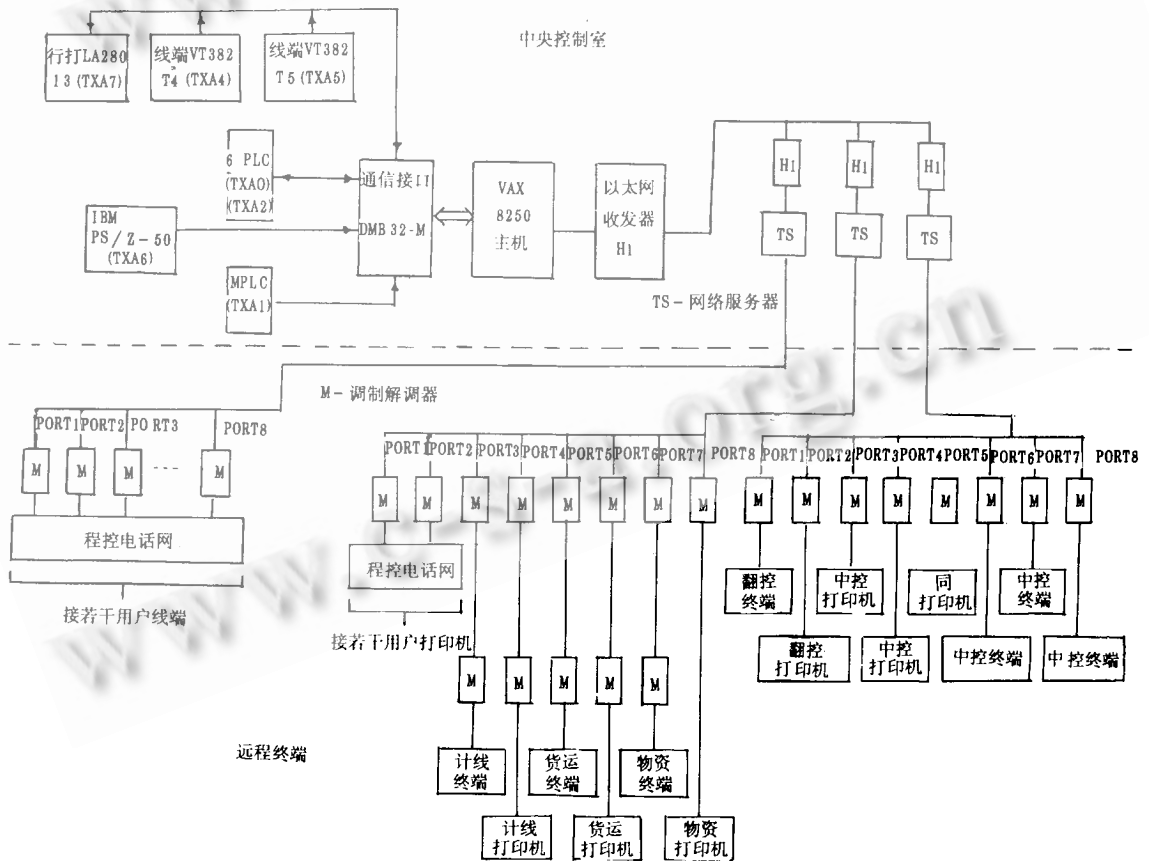 中央控制室
行打LA280
13(TXA7)
线端VT382
T4(TXA4)
线端VT382
T5(TXA5)
6 PLC
(TXA0)
(TXA2)
IBM
PS/Z-50
(TXA6)
MPLC
(TXA1)
通信接口
DMB32-M
VAX
8250
主机
以太网
收发器
H1
H1
H1
H1
TS
TS
TS
TS-网络服务器
M-调制解调器
PORT1 PORT2 PORT3 PORT8
M M M M
程控电话网
接若干用户线端
PORT1 PORT2 PORT3 PORT4 PORT5 PORT6 PORT7 PORT8
M M M M M M M M
程控电话网
接若干用户打印机
M M M M M
计线
终端
货运
终端
物资
终端
计线
打印机
货运
打印机
物资
打印机
PORT1 PORT2 PORT3 PORT4 PORT5 PORT6 PORT7 PORT8
M M M M M M M M
翻控
终端
中控
打印机
同
打印机
中控
终端
翻控
打印机
中控
打印机
中控终端
中控终端
远程终端
www.c-s-a.org.cn